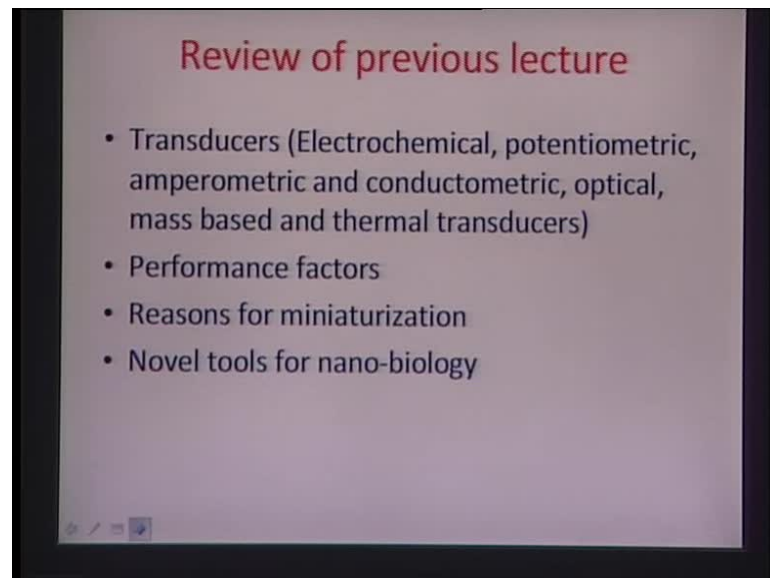 Review of previous lecture
• Transducers (Electrochemical, potentiometric,
amperometric and conductometric, optical,
mass based and thermal transducers)
• Performance factors
• Reasons for miniaturization
• Novel tools for nano-biology